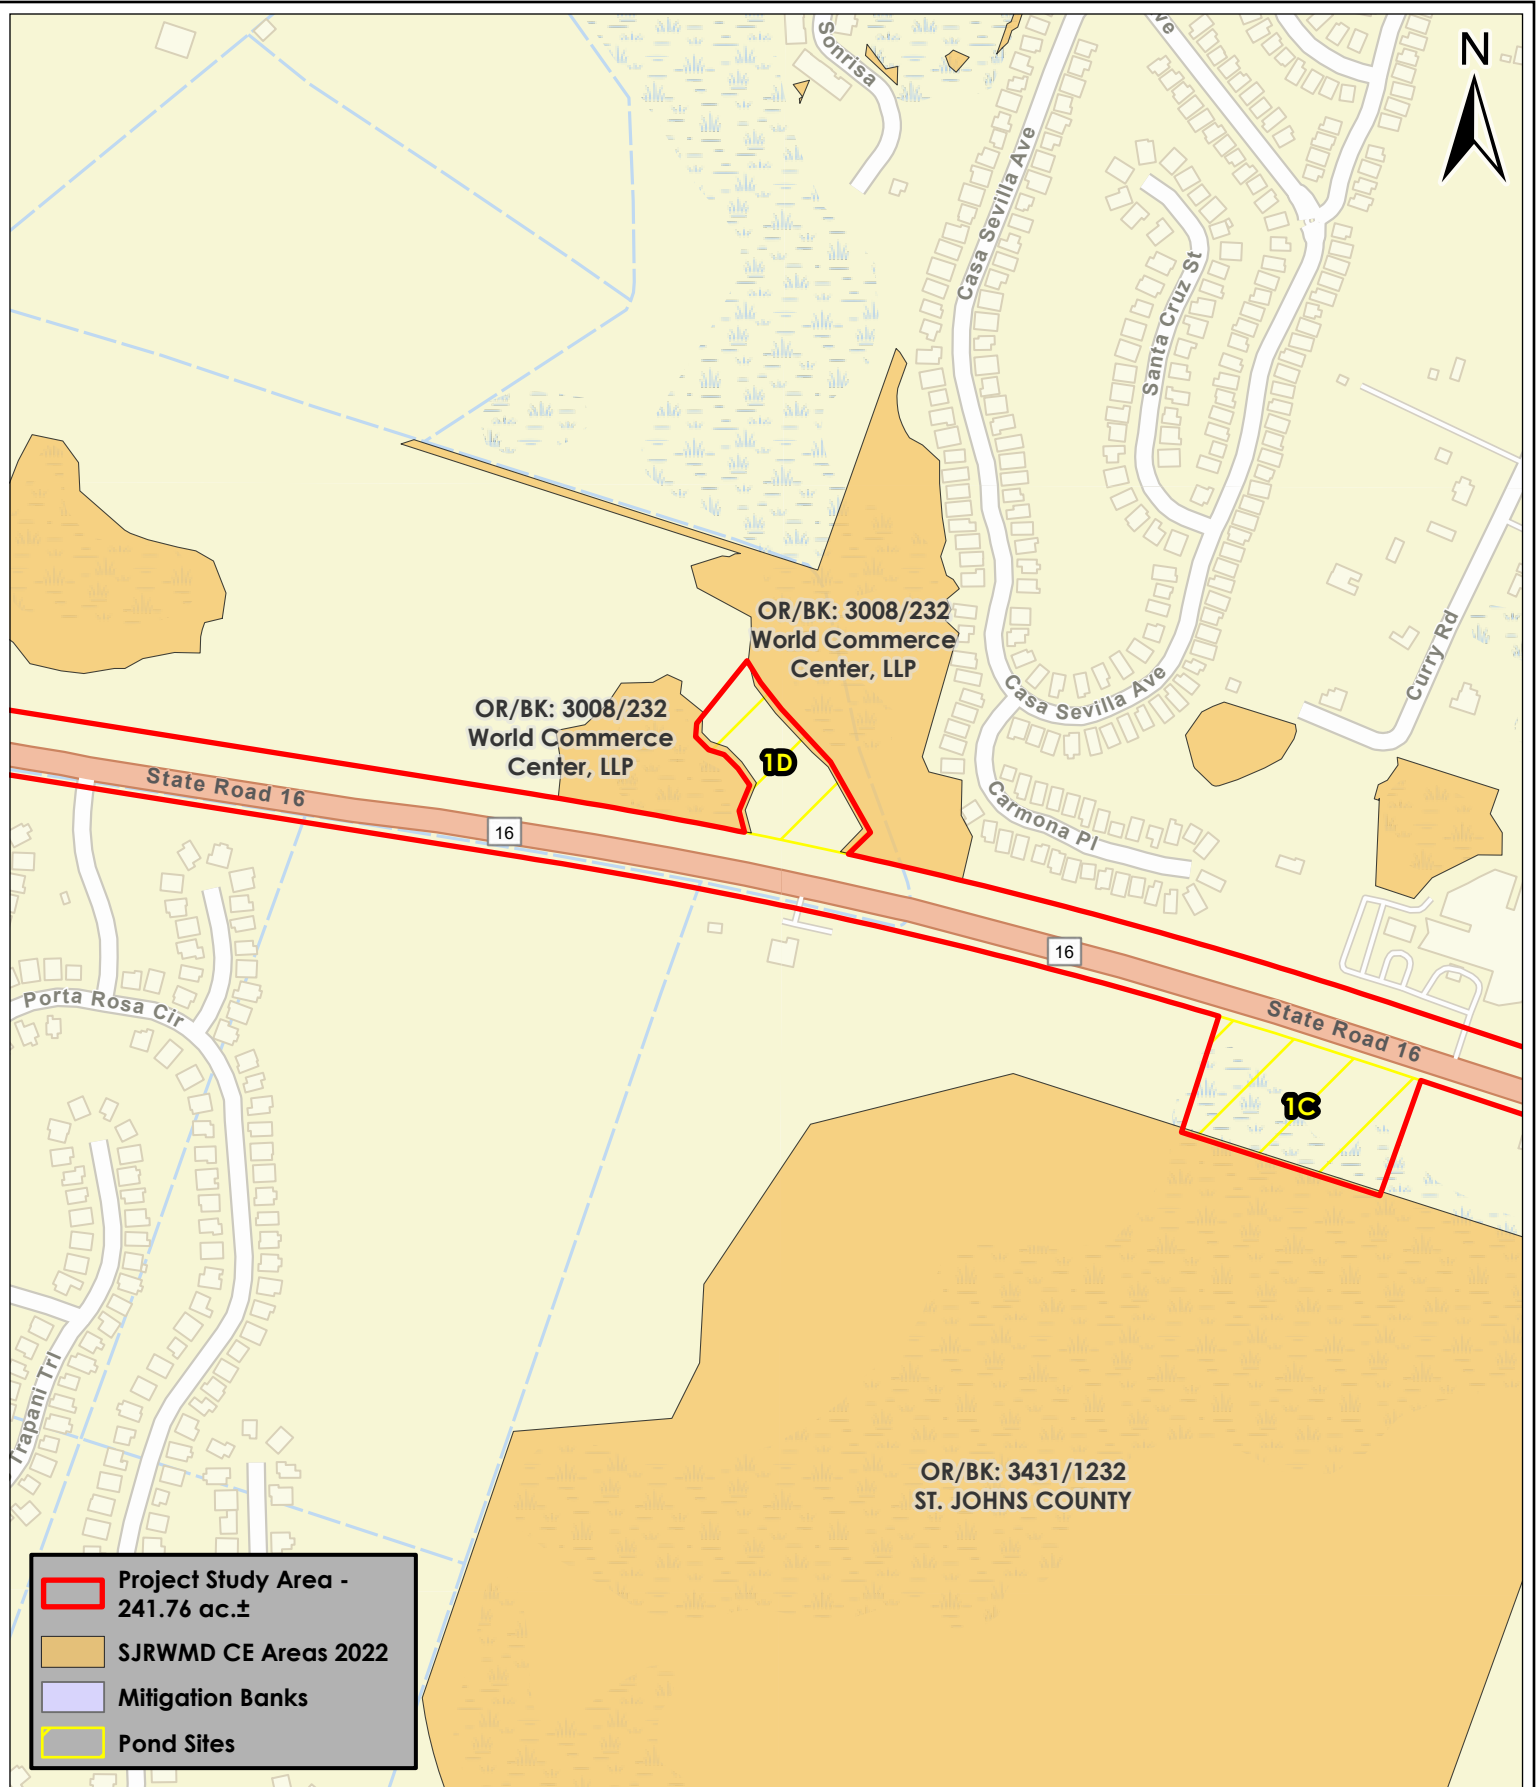 N
Sonrisa
ve
Casa Sevilla Ave
Santa Cruz St
Curry Rd
OR/BK: 3008/232
World Commerce
Center, LLP
OR/BK: 3008/232
World Commerce
Center, LLP
1D
Casa Sevilla Ave
Carmona Pl
State Road 16
16
16
State Road 16
1C
Porta Rosa Cir
Trapani Trl
OR/BK: 3431/1232
ST. JOHNS COUNTY
Project Study Area -
241.76 ac.±
SJRWMD CE Areas 2022
Mitigation Banks
Pond Sites